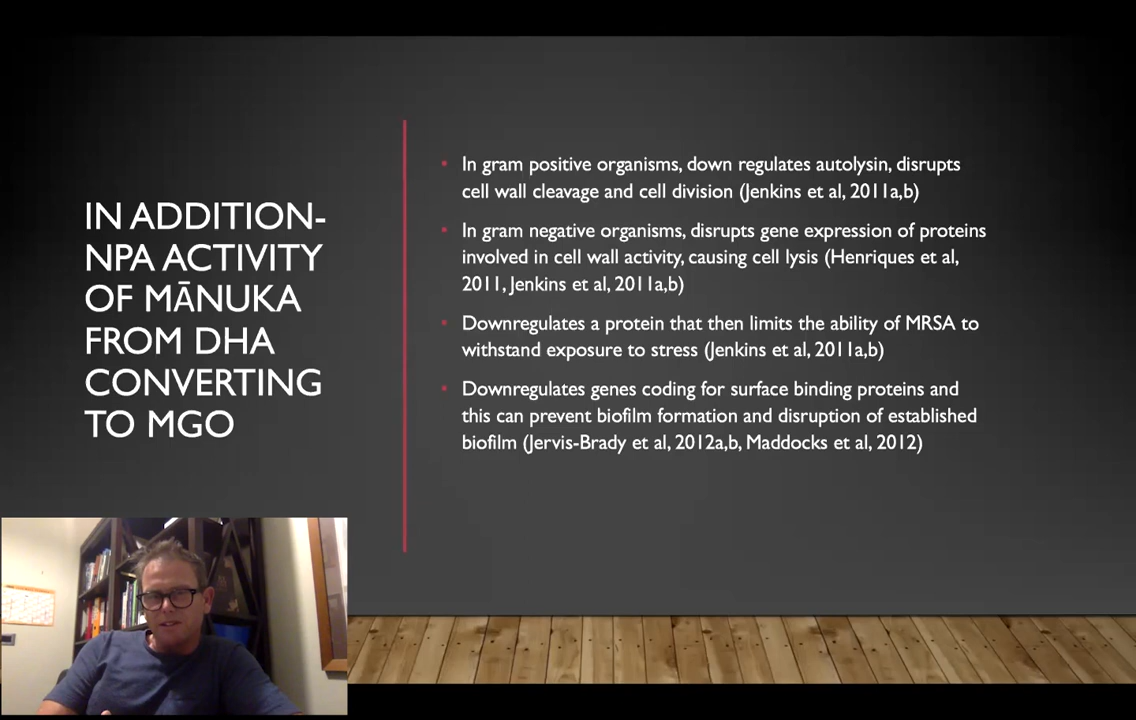 IN ADDITION-
NPA ACTIVITY
OF MĀNUKA
FROM DHA
CONVERTING
TO MGO
In gram positive organisms, down regulates autolysin, disrupts
cell wall cleavage and cell division (Jenkins et al, 2011a,b)
In gram negative organisms, disrupts gene expression of proteins
involved in cell wall activity, causing cell lysis (Henriques et al,
2011, Jenkins et al, 2011a,b)
Downregulates a protein that then limits the ability of MRSA to
withstand exposure to stress (Jenkins et al, 2011a,b)
Downregulates genes coding for surface binding proteins and
this can prevent biofilm formation and disruption of established
biofilm (Jervis-Brady et al, 2012a,b, Maddocks et al, 2012)